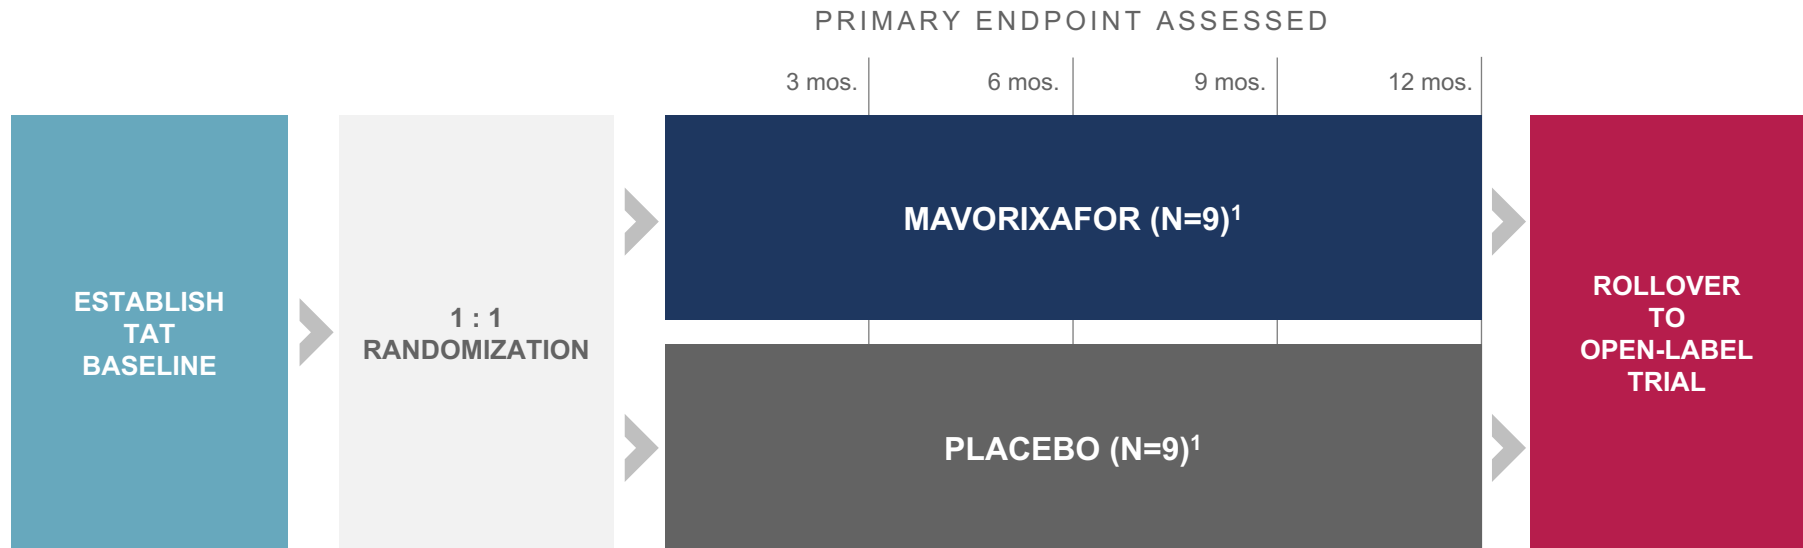 PRIMARY ENDPOINT ASSESSED
3 mos.
6 mos.
9 mos.
12 mos.
ESTABLISH
TAT
BASELINE
1 : 1
RANDOMIZATION
MAVORIXAFOR (N=9)¹
PLACEBO (N=9)¹
ROLLOVER
TO
OPEN-LABEL
TRIAL